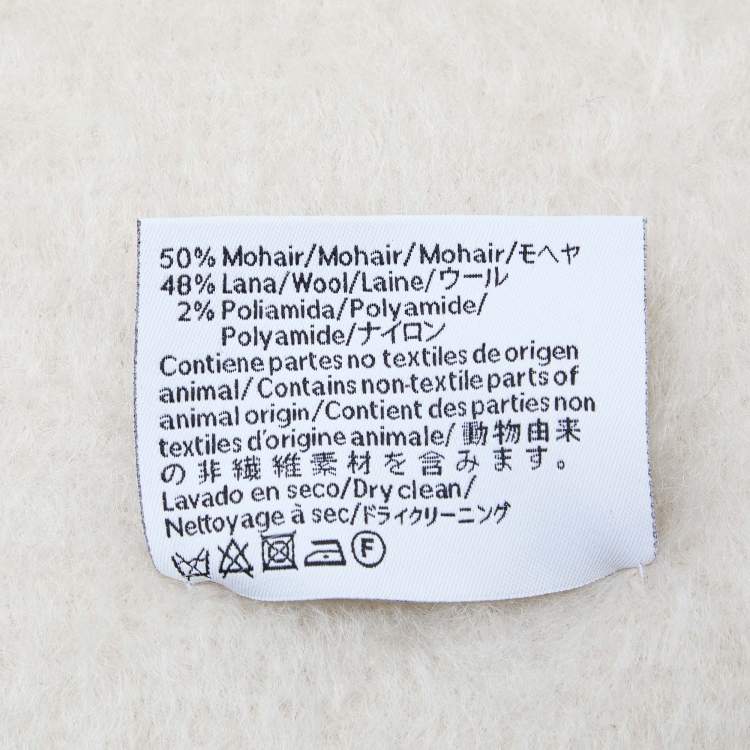 50% Mohair/Mohair/Mohair/モヘヤ
48% Lana/Wool/Laine/ウール
2% Poliamida/Polyamide/
Polyamide/ナイロン
Contiene partes no textiles de origen
animal/Contains non-textile parts of
animal origin/Contient des parties non
textiles d'origine animale/動物由来
の非繊維素材を含みます。
Lavado en seco/Dry clean/
Nettoyage à sec/ドライクリーニング
F